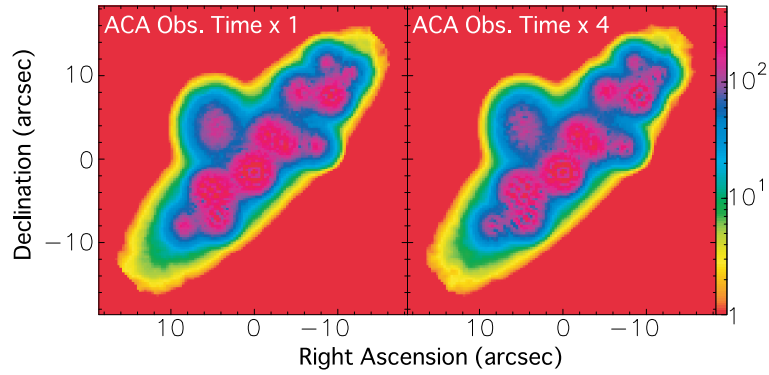 ACA Obs. Time x 1
ACA Obs. Time x 4
10
0
−10
Declination (arcsec)
10 0 −10
10 0 −10
Right Ascension (arcsec)
10²
10¹
1